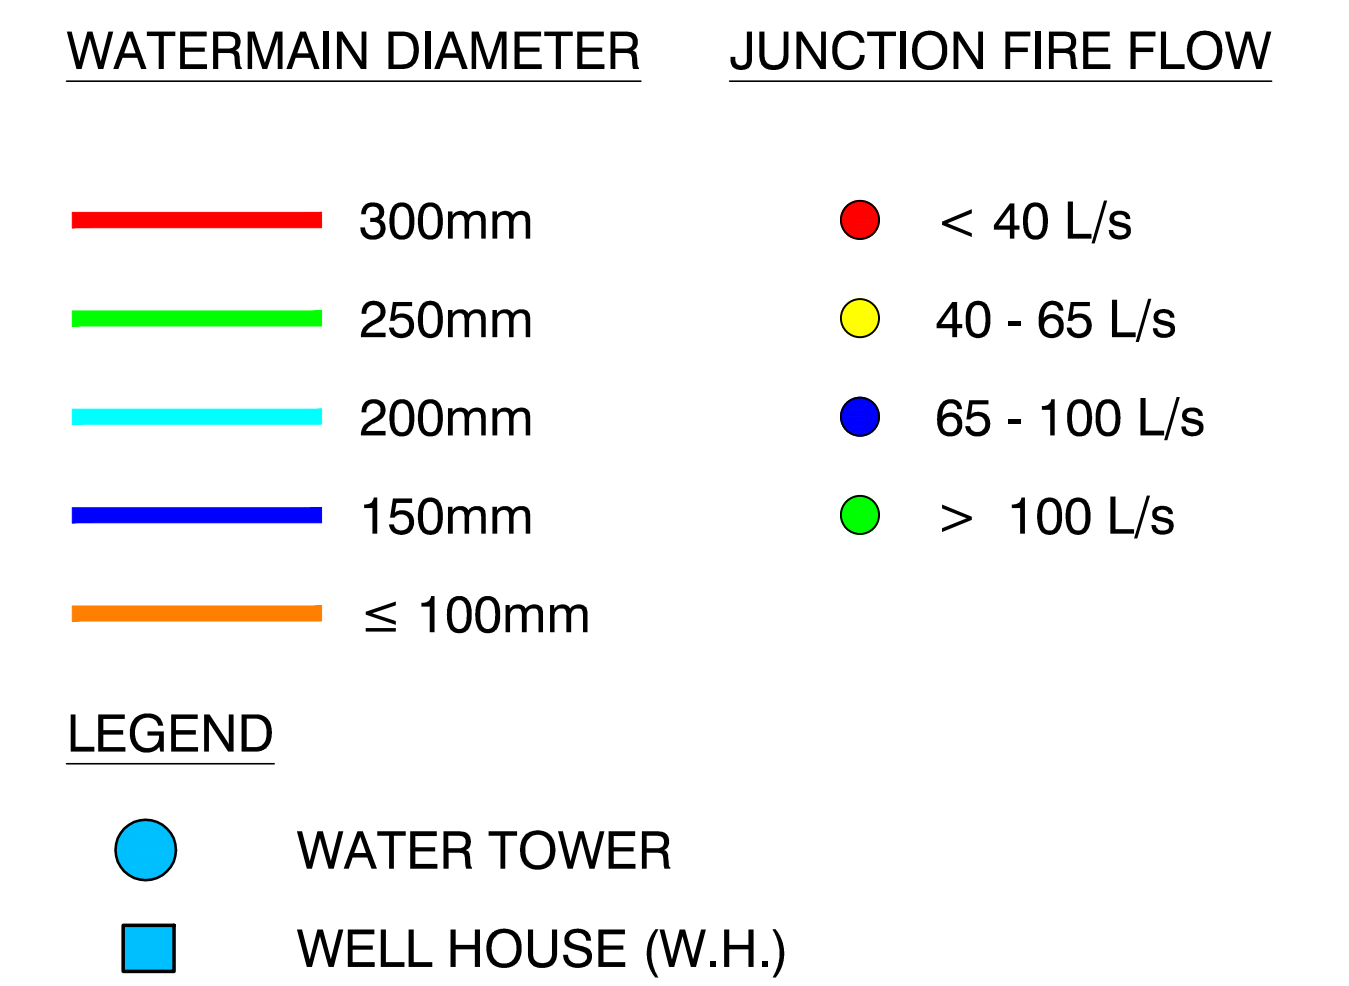 WATERMAIN DIAMETER
300mm
250mm
200mm
150mm
≤ 100mm
JUNCTION FIRE FLOW
< 40 L/s
40 - 65 L/s
65 - 100 L/s
> 100 L/s
LEGEND
WATER TOWER
WELL HOUSE (W.H.)